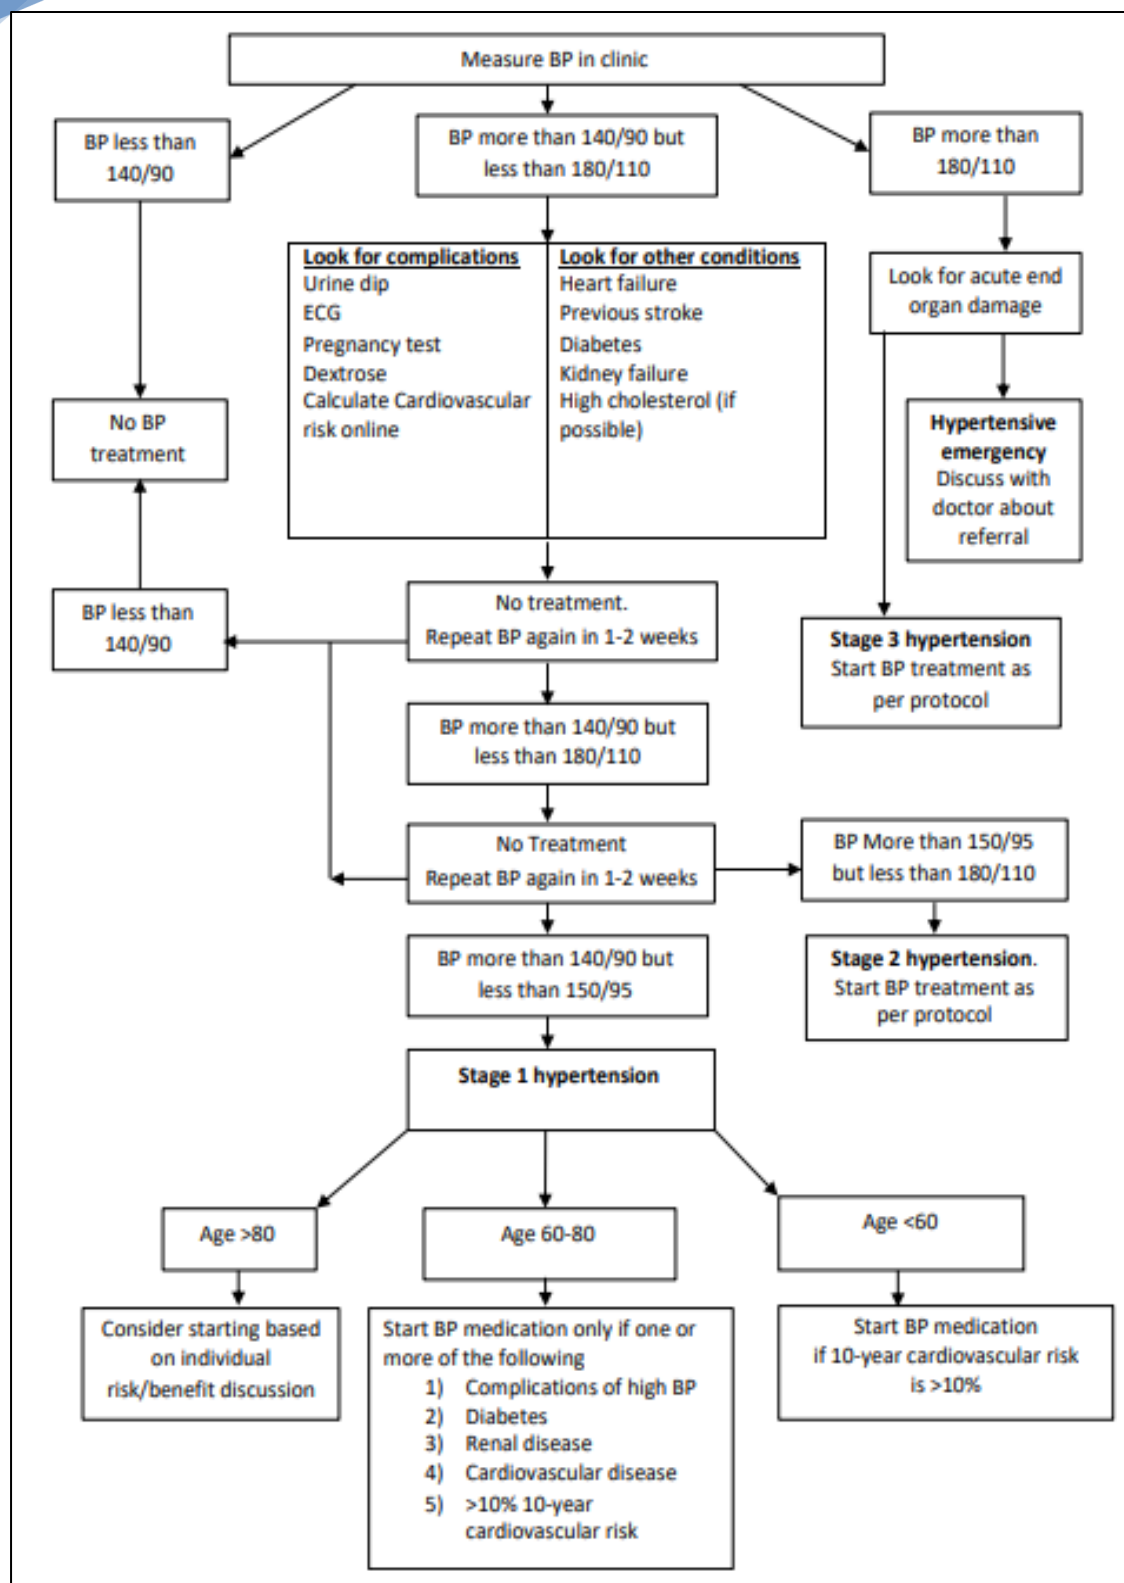 Measure BP in clinic
BP less than
140/90
BP more than 140/90 but
less than 180/110
BP more than
180/110
Look for complications
Urine dip
ECG
Pregnancy test
Dextrose
Calculate Cardiovascular
risk online
Look for other conditions
Heart failure
Previous stroke
Diabetes
Kidney failure
High cholesterol (if
possible)
Look for acute end
organ damage
No BP
treatment
Hypertensive
emergency
Discuss with
doctor about
referral
BP less than
140/90
No treatment.
Repeat BP again in 1-2 weeks
Stage 3 hypertension
Start BP treatment as
per protocol
BP more than 140/90 but
less than 180/110
No Treatment
Repeat BP again in 1-2 weeks
BP More than 150/95
but less than 180/110
BP more than 140/90 but
less than 150/95
Stage 2 hypertension.
Start BP treatment as
per protocol
Stage 1 hypertension
Age >80
Age 60-80
Age <60
Consider starting based
on individual
risk/benefit discussion
Start BP medication only if one or
more of the following
1) Complications of high BP
2) Diabetes
3) Renal disease
4) Cardiovascular disease
5) >10% 10-year
cardiovascular risk
Start BP medication
if 10-year cardiovascular risk
is >10%